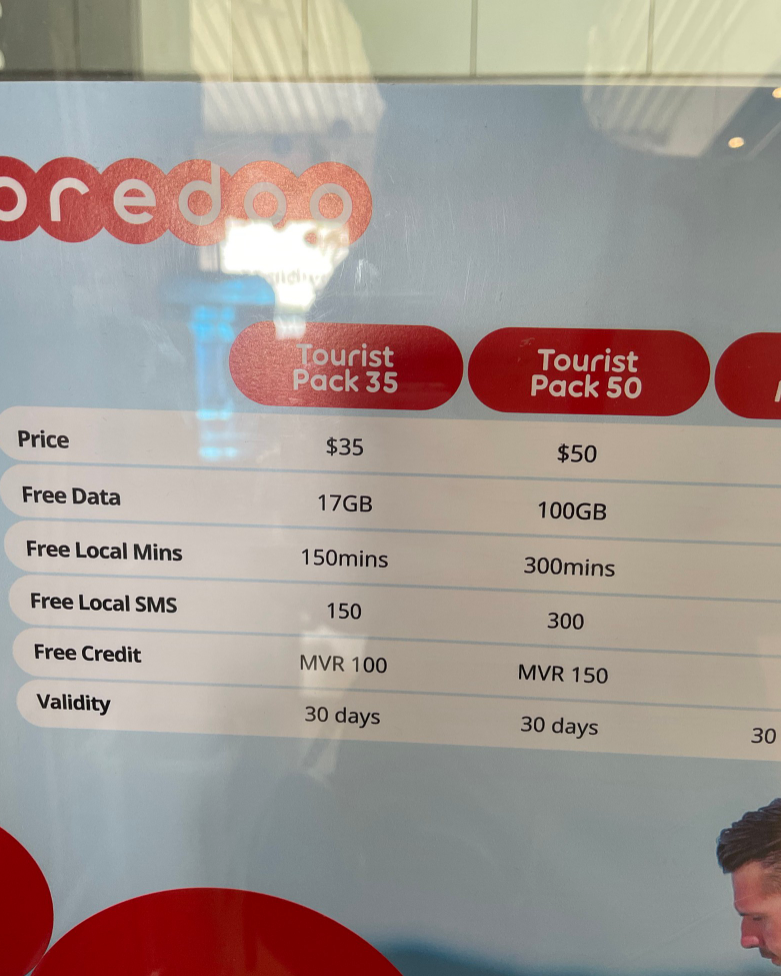 ooredoo
Tourist
Pack 35
Tourist
Pack 50
Price $35 $50
Free Data 17GB 100GB
Free Local Mins 150mins 300mins
Free Local SMS 150 300
Free Credit MVR 100 MVR 150
Validity 30 days 30 days 30